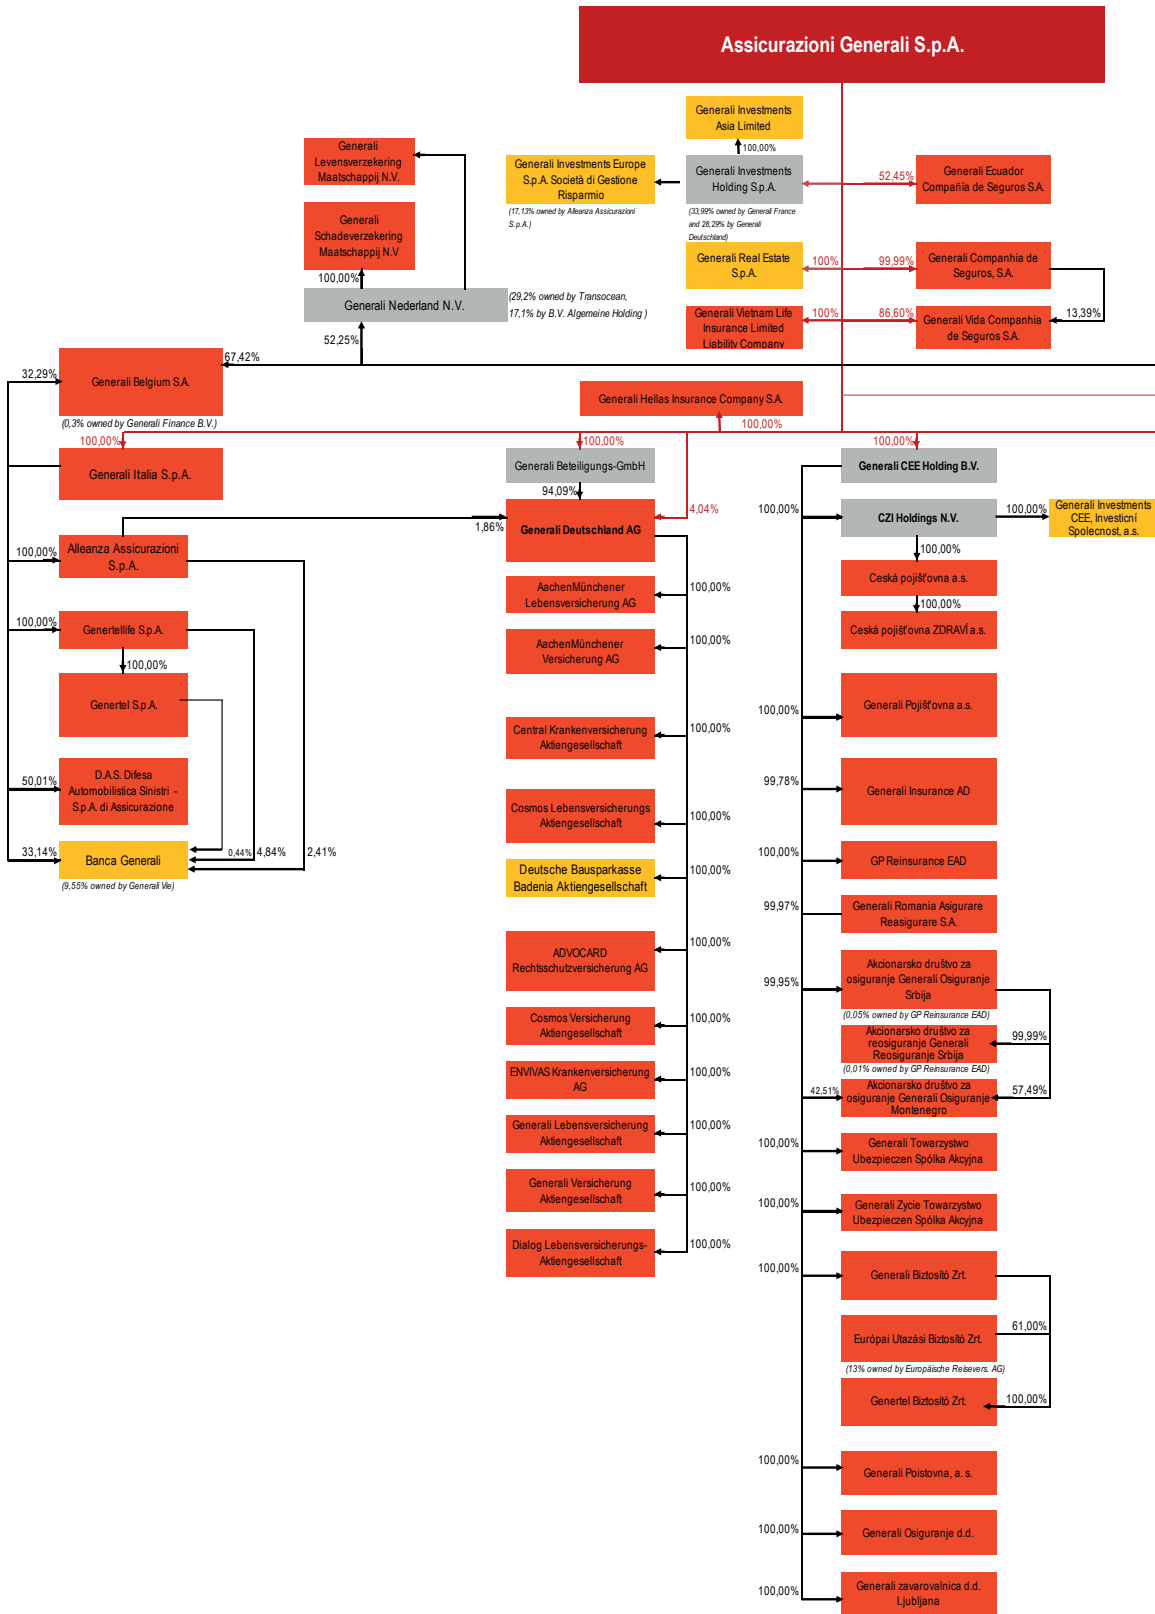 Assicurazioni Generali S.p.A.
Generali Investments
Asia Limited
100,00%
Generali
Levensverzekering
Maatschappij N.V.
Generali Investments Europe
S.p.A. Società di Gestione
Risparmio
(17,13% owned by Alleanza Assicurazioni
S.p.A.)
Generali Investments
Holding S.p.A.
(33,99% owned by Generali France
and 28,29% by Generali
Deutschland)
52,45%
Generali Ecuador
Compañía de Seguros S.A.
Generali
Schadeverzekering
Maatschappij N.V
100,00%
Generali Real Estate
S.p.A.
100%
99,99%
Generali Companhia de
Seguros, S.A.
Generali Nederland N.V.
(29,2% owned by Transocean,
17,1% by B.V. Algemeine Holding )
Generali Vietnam Life
Insurance Limited
Liability Company
100%
86,60%
Generali Vida Companhia
de Seguros S.A.
13,39%
52,25%
67,42%
32,29%
Generali Belgium S.A.
(0,3% owned by Generali Finance B.V.)
Generali Hellas Insurance Company S.A.
100,00%
100,00%
Generali Italia S.p.A.
100,00%
Generali Beteiligungs-GmbH
94,09%
100,00%
Generali CEE Holding B.V.
1,86%
Generali Deutschland AG
4,04%
100,00%
CZI Holdings N.V.
100,00%
Generali Investments
CEE, Investicní
Spolecnost, a.s.
100,00%
Alleanza Assicurazioni
S.p.A.
100,00%
Ceská pojišťovna a.s.
100,00%
Ceská pojišťovna ZDRAVÍ a.s.
AachenMünchener
Lebensversicherung AG
100,00%
100,00%
Genertellife S.p.A.
100,00%
AachenMünchener
Versicherung AG
100,00%
Genertel S.p.A.
Central Krankenversicherung
Aktiengesellschaft
100,00%
100,00%
Generali Pojišťovna a.s.
50,01%
D.A.S. Difesa
Automobilistica Sinistri -
S.p.A. di Assicurazione
Cosmos Lebensversicherungs
Aktiengesellschaft
100,00%
99,78%
Generali Insurance AD
33,14%
Banca Generali
0,44%
4,84%
2,41%
(9,55% owned by Generali Vie)
Deutsche Bausparkasse
Badenia Aktiengesellschaft
100,00%
100,00%
GP Reinsurance EAD
99,97%
Generali Romania Asigurare
Reasigurare S.A.
ADVOCARD
Rechtsschutzversicherung AG
100,00%
99,95%
Akcionarsko društvo za
osiguranje Generali Osiguranje
Srbija
(0,05% owned by GP Reinsurance EAD)
Cosmos Versicherung
Aktiengesellschaft
100,00%
Akcionarsko društvo za
reosiguranje Generali
Reosiguranje Srbija
99,99%
(0,01% owned by GP Reinsurance EAD)
ENVIVAS Krankenversicherung
AG
100,00%
42,51%
Akcionarsko društvo za
osiguranje Generali Osiguranje
Montenegro
57,49%
Generali Lebensversicherung
Aktiengesellschaft
100,00%
100,00%
Generali Towarzystwo
Ubezpieczen Spólka Akcyjna
Generali Versicherung
Aktiengesellschaft
100,00%
100,00%
Generali Zycie Towarzystwo
Ubezpieczen Spólka Akcyjna
Dialog Lebensversicherungs-
Aktiengesellschaft
100,00%
100,00%
Generali Biztosító Zrt.
Európai Utazási Biztosító Zrt.
61,00%
(13% owned by Europäische Reisevers. AG)
Genertel Biztosító Zrt.
100,00%
100,00%
Generali Poistovna, a. s.
100,00%
Generali Osiguranje d.d.
100,00%
Generali zavarovalnica d.d.
Ljubljana